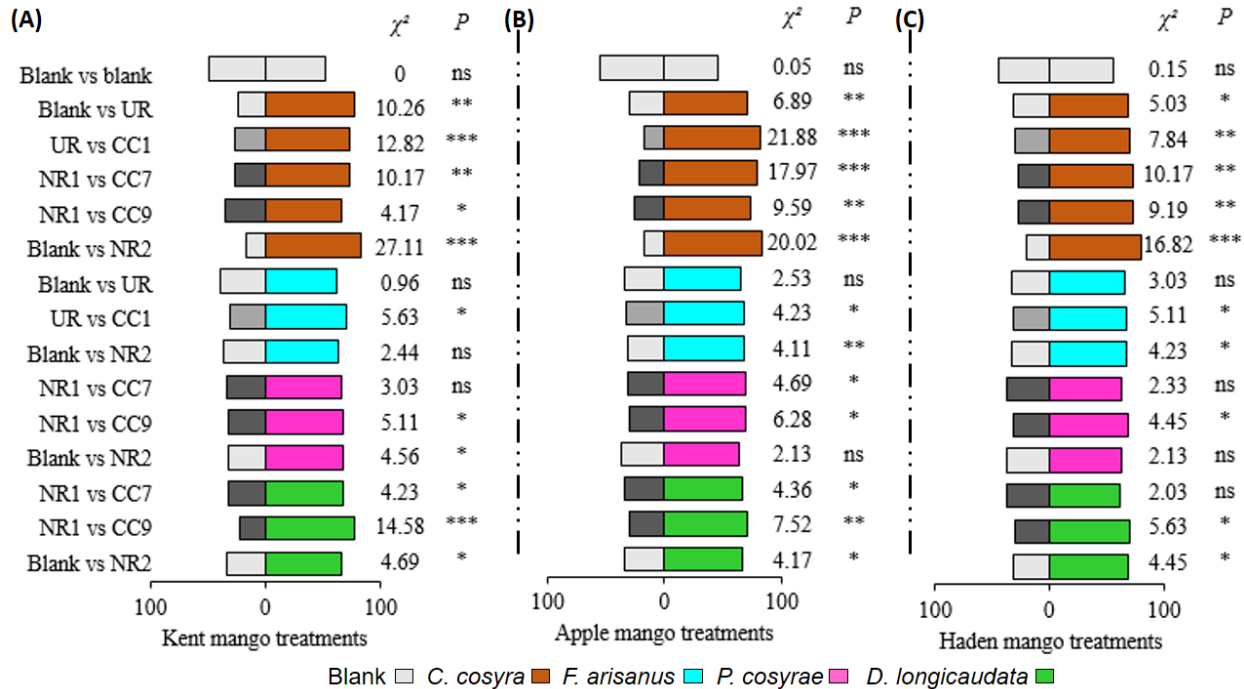 (A) χ² P (B) χ² P (C) χ² P
Blank vs blank 0 ns 0.05 ns 0.15 ns
Blank vs UR 10.26 ** 6.89 ** 5.03 *
UR vs CC1 12.82 *** 21.88 *** 7.84 **
NR1 vs CC7 10.17 ** 17.97 *** 10.17 **
NR1 vs CC9 4.17 * 9.59 ** 9.19 **
Blank vs NR2 27.11 *** 20.02 *** 16.82 ***
Blank vs UR 0.96 ns 2.53 ns 3.03 ns
UR vs CC1 5.63 * 4.23 * 5.11 *
Blank vs NR2 2.44 ns 4.11 ** 4.23 *
NR1 vs CC7 3.03 ns 4.69 * 2.33 ns
NR1 vs CC9 5.11 * 6.28 * 4.45 *
Blank vs NR2 4.56 * 2.13 ns 2.13 ns
NR1 vs CC7 4.23 * 4.36 * 2.03 ns
NR1 vs CC9 14.58 *** 7.52 ** 5.63 *
Blank vs NR2 4.69 * 4.17 * 4.45 *
100 0 100 100 0 100 100 0 100
Kent mango treatments Apple mango treatments Haden mango treatments
Blank C. cosyra F. arisanus P. cosyrae D. longicaudata